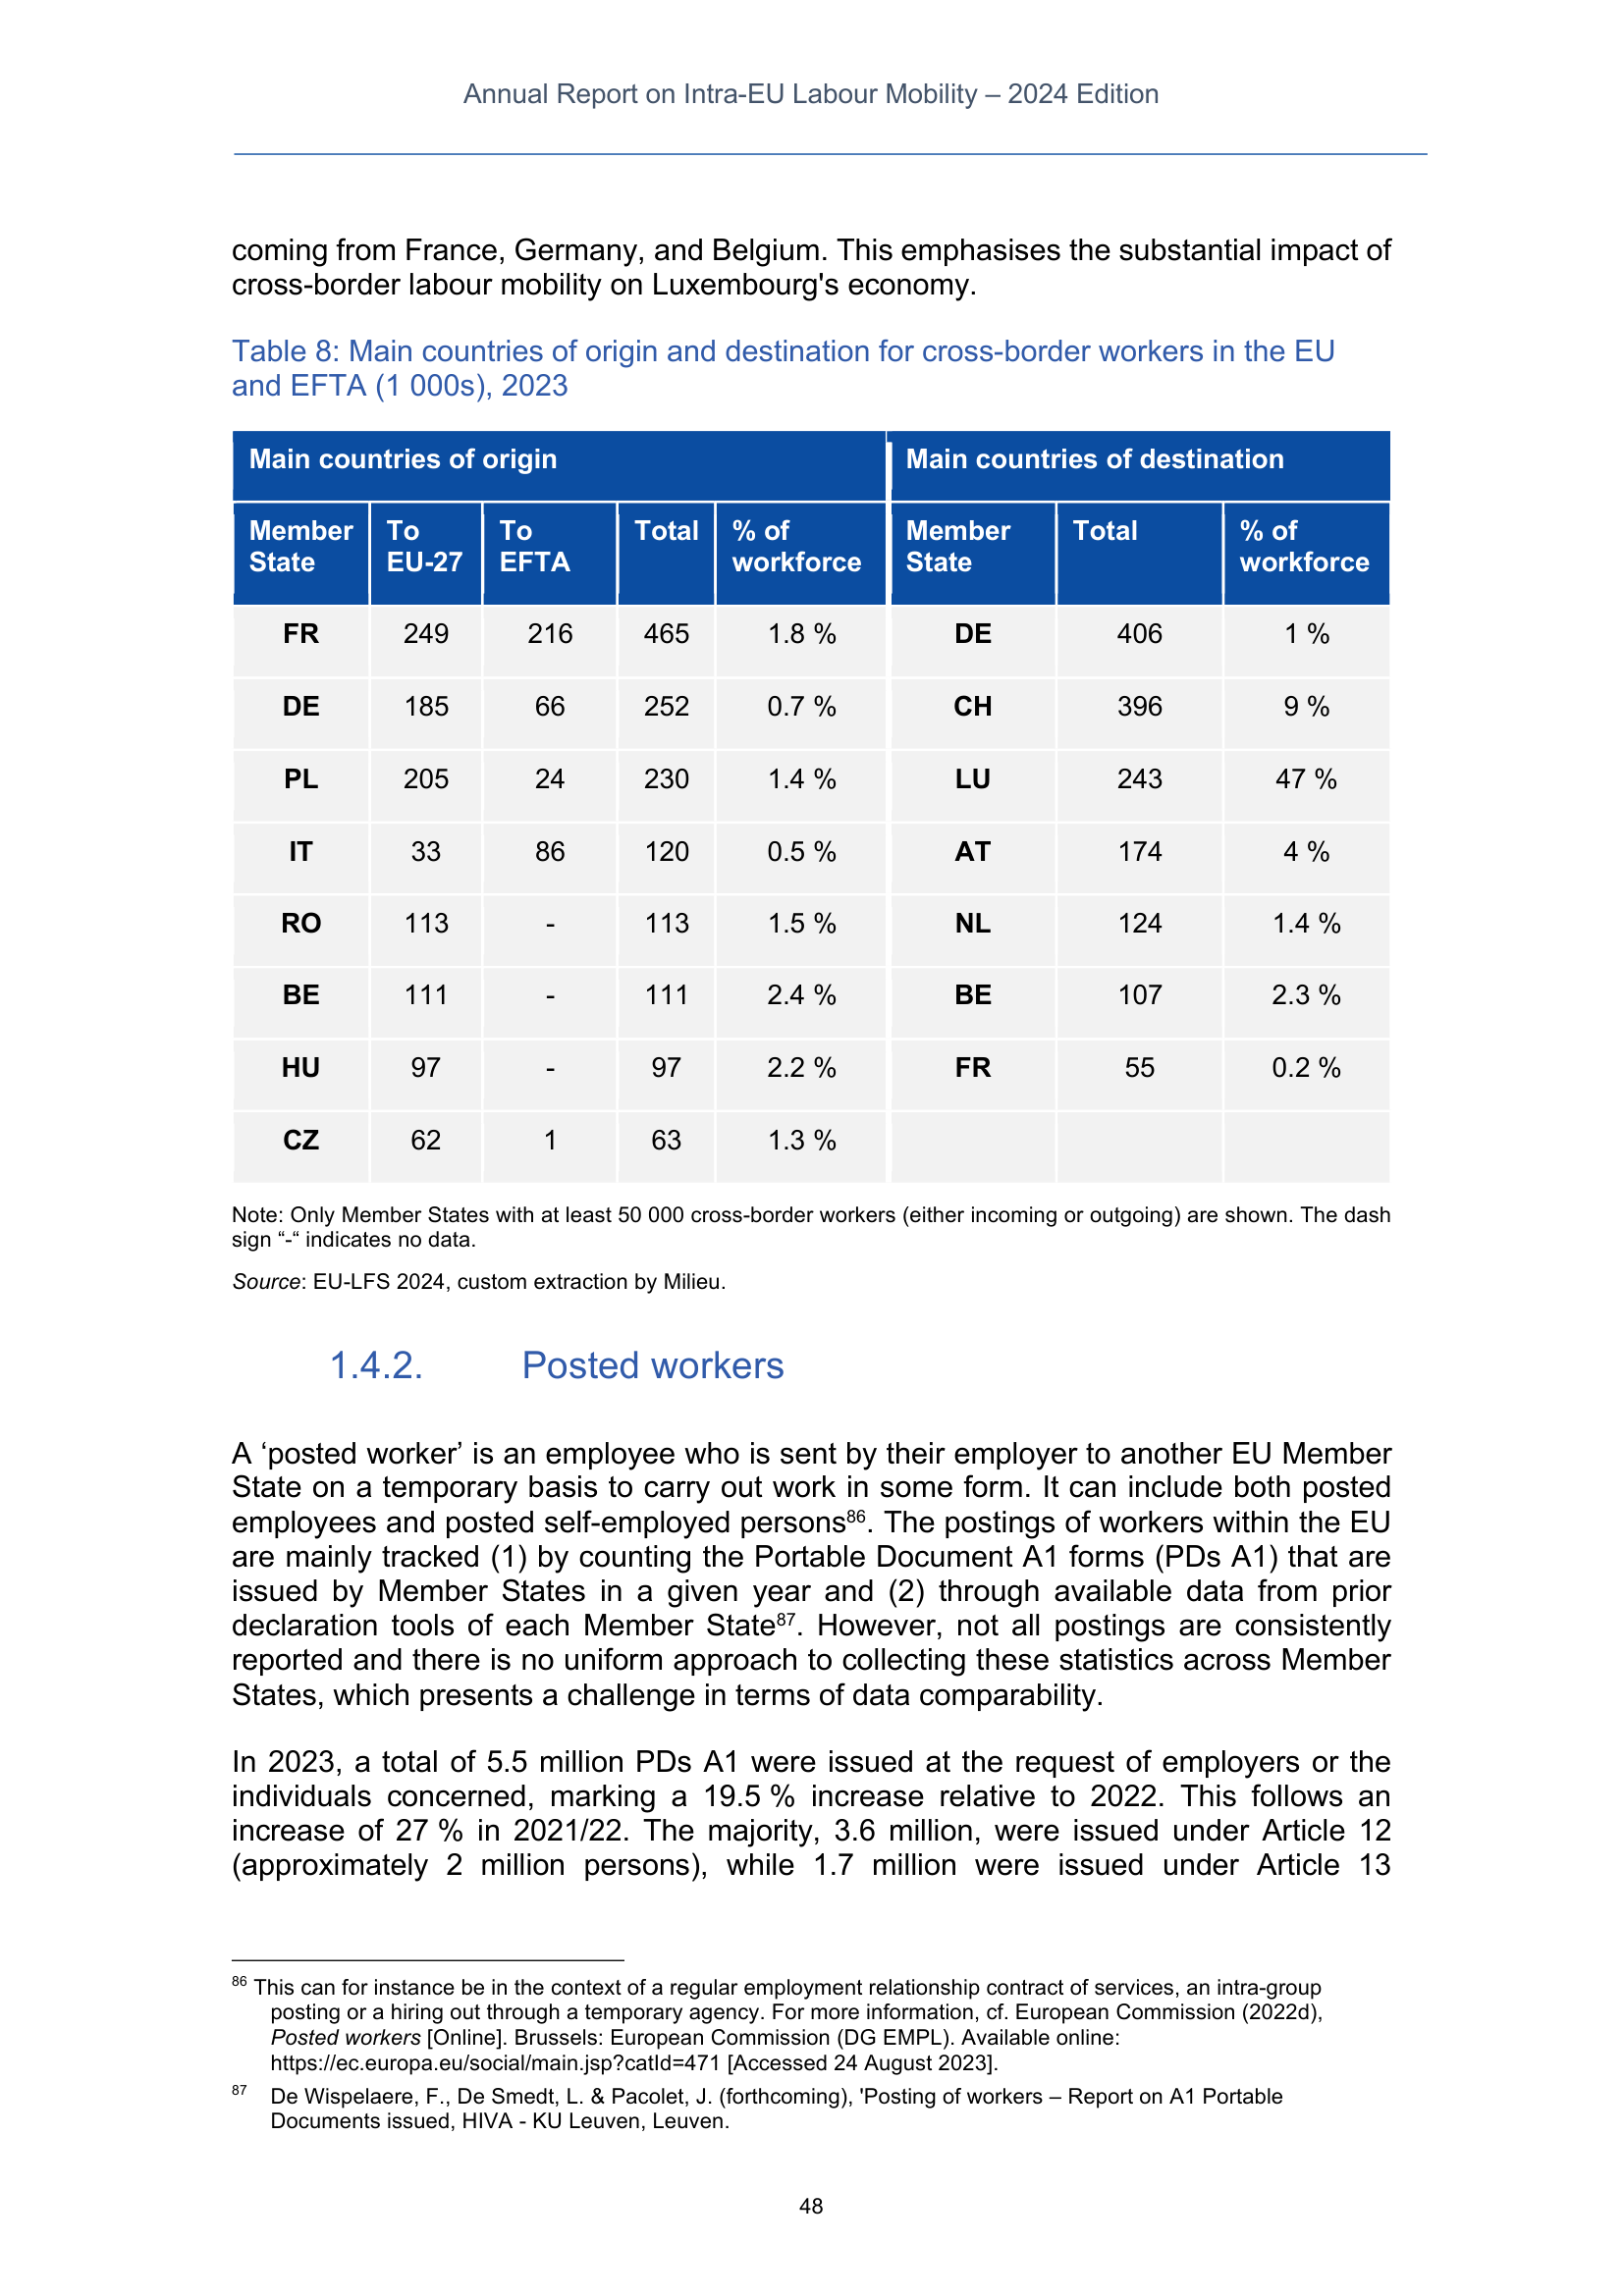 Annual Report on Intra-EU Labour Mobility – 2024 Edition
coming from France, Germany, and Belgium. This emphasises the substantial impact of
cross-border labour mobility on Luxembourg's economy.
Table 8: Main countries of origin and destination for cross-border workers in the EU
and EFTA (1 000s), 2023
Main countries of origin Main countries of destination
Member State To EU-27 To EFTA Total % of workforce Member State Total % of workforce
FR 249 216 465 1.8 % DE 406 1 %
DE 185 66 252 0.7 % CH 396 9 %
PL 205 24 230 1.4 % LU 243 47 %
IT 33 86 120 0.5 % AT 174 4 %
RO 113 - 113 1.5 % NL 124 1.4 %
BE 111 - 111 2.4 % BE 107 2.3 %
HU 97 - 97 2.2 % FR 55 0.2 %
CZ 62 1 63 1.3 %
Note: Only Member States with at least 50 000 cross-border workers (either incoming or outgoing) are shown. The dash
sign “-“ indicates no data.
Source: EU-LFS 2024, custom extraction by Milieu.
1.4.2. Posted workers
A ‘posted worker’ is an employee who is sent by their employer to another EU Member
State on a temporary basis to carry out work in some form. It can include both posted
employees and posted self-employed persons86. The postings of workers within the EU
are mainly tracked (1) by counting the Portable Document A1 forms (PDs A1) that are
issued by Member States in a given year and (2) through available data from prior
declaration tools of each Member State87. However, not all postings are consistently
reported and there is no uniform approach to collecting these statistics across Member
States, which presents a challenge in terms of data comparability.
In 2023, a total of 5.5 million PDs A1 were issued at the request of employers or the
individuals concerned, marking a 19.5 % increase relative to 2022. This follows an
increase of 27 % in 2021/22. The majority, 3.6 million, were issued under Article 12
(approximately 2 million persons), while 1.7 million were issued under Article 13
86 This can for instance be in the context of a regular employment relationship contract of services, an intra-group
posting or a hiring out through a temporary agency. For more information, cf. European Commission (2022d),
Posted workers [Online]. Brussels: European Commission (DG EMPL). Available online:
https://ec.europa.eu/social/main.jsp?catId=471 [Accessed 24 August 2023].
87 De Wispelaere, F., De Smedt, L. & Pacolet, J. (forthcoming), 'Posting of workers – Report on A1 Portable
Documents issued, HIVA - KU Leuven, Leuven.
48